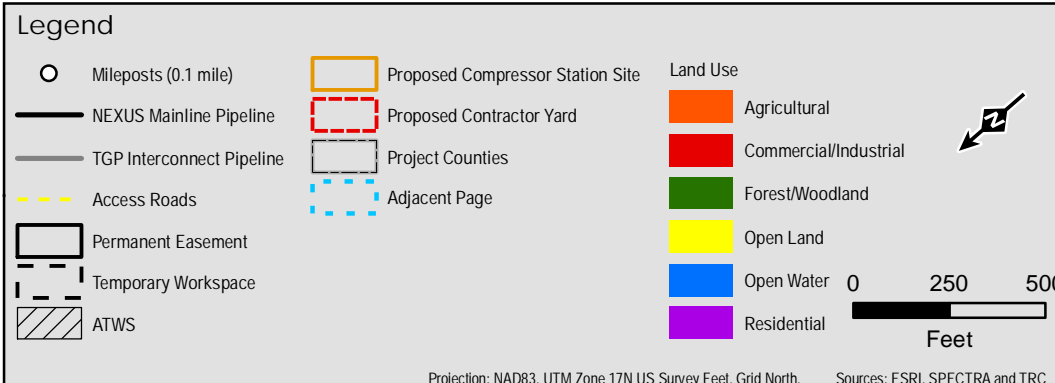 Legend
Mileposts (0.1 mile)
NEXUS Mainline Pipeline
TGP Interconnect Pipeline
Access Roads
Permanent Easement
Temporary Workspace
ATWS
Proposed Compressor Station Site
Proposed Contractor Yard
Project Counties
Adjacent Page
Land Use
Agricultural
Commercial/Industrial
Forest/Woodland
Open Land
Open Water
Residential
N
0 250 500
Feet
Projection: NAD83, UTM Zone 17N US Survey Feet, Grid North. Sources: ESRI, SPECTRA and TRC